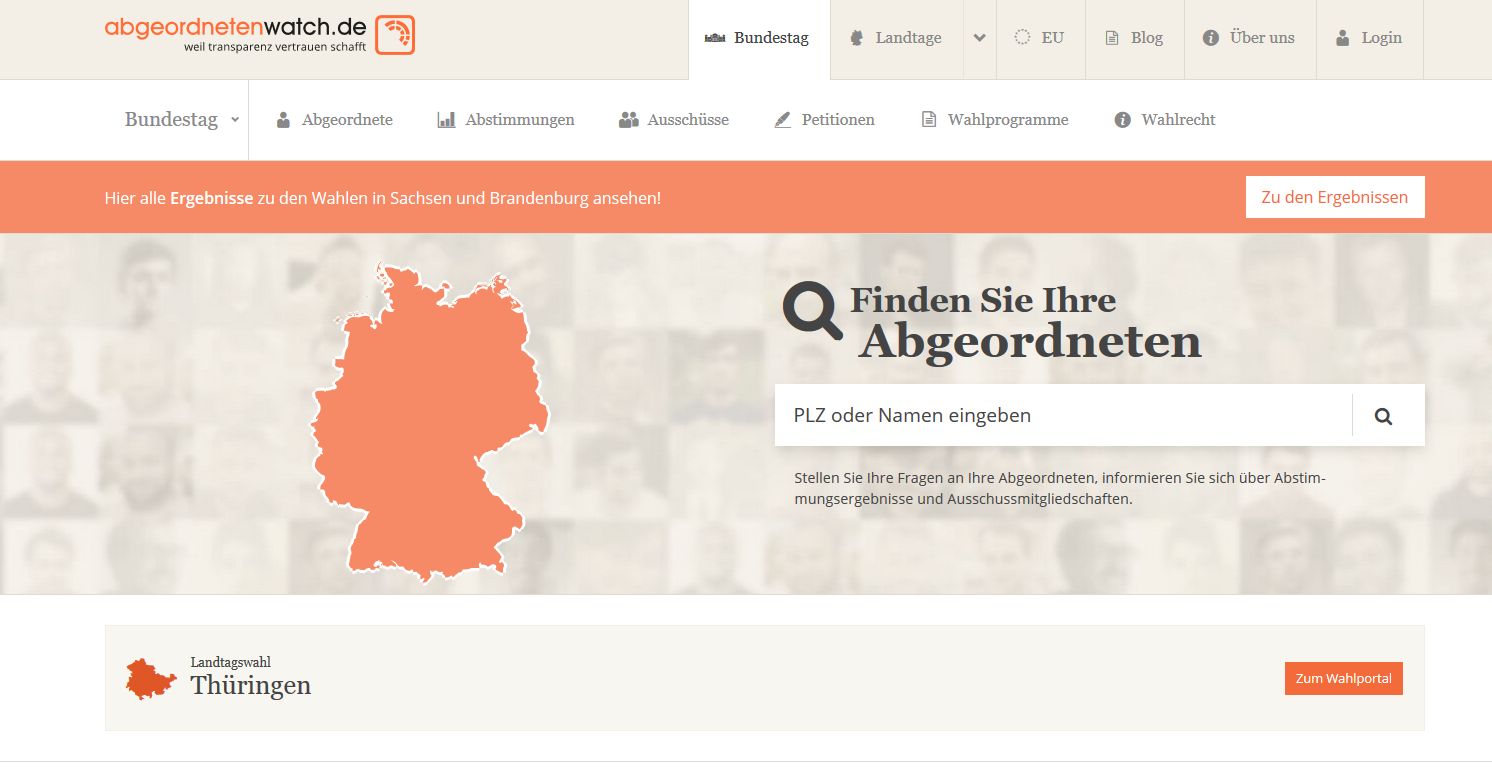 abgeordnetenwatch.de
weil transparenz vertrauen schafft
Bundestag
Landtage
EU
Blog
Über uns
Login
Bundestag
Abgeordnete
Abstimmungen
Ausschüsse
Petitionen
Wahlprogramme
Wahlrecht
Hier alle Ergebnisse zu den Wahlen in Sachsen und Brandenburg ansehen!
Zu den Ergebnissen
Finden Sie Ihre
Abgeordneten
PLZ oder Namen eingeben
Stellen Sie Ihre Fragen an Ihre Abgeordneten, informieren Sie sich über Abstim-
mungsergebnisse und Ausschussmitgliedschaften.
Landtagswahl
Thüringen
Zum Wahlportal